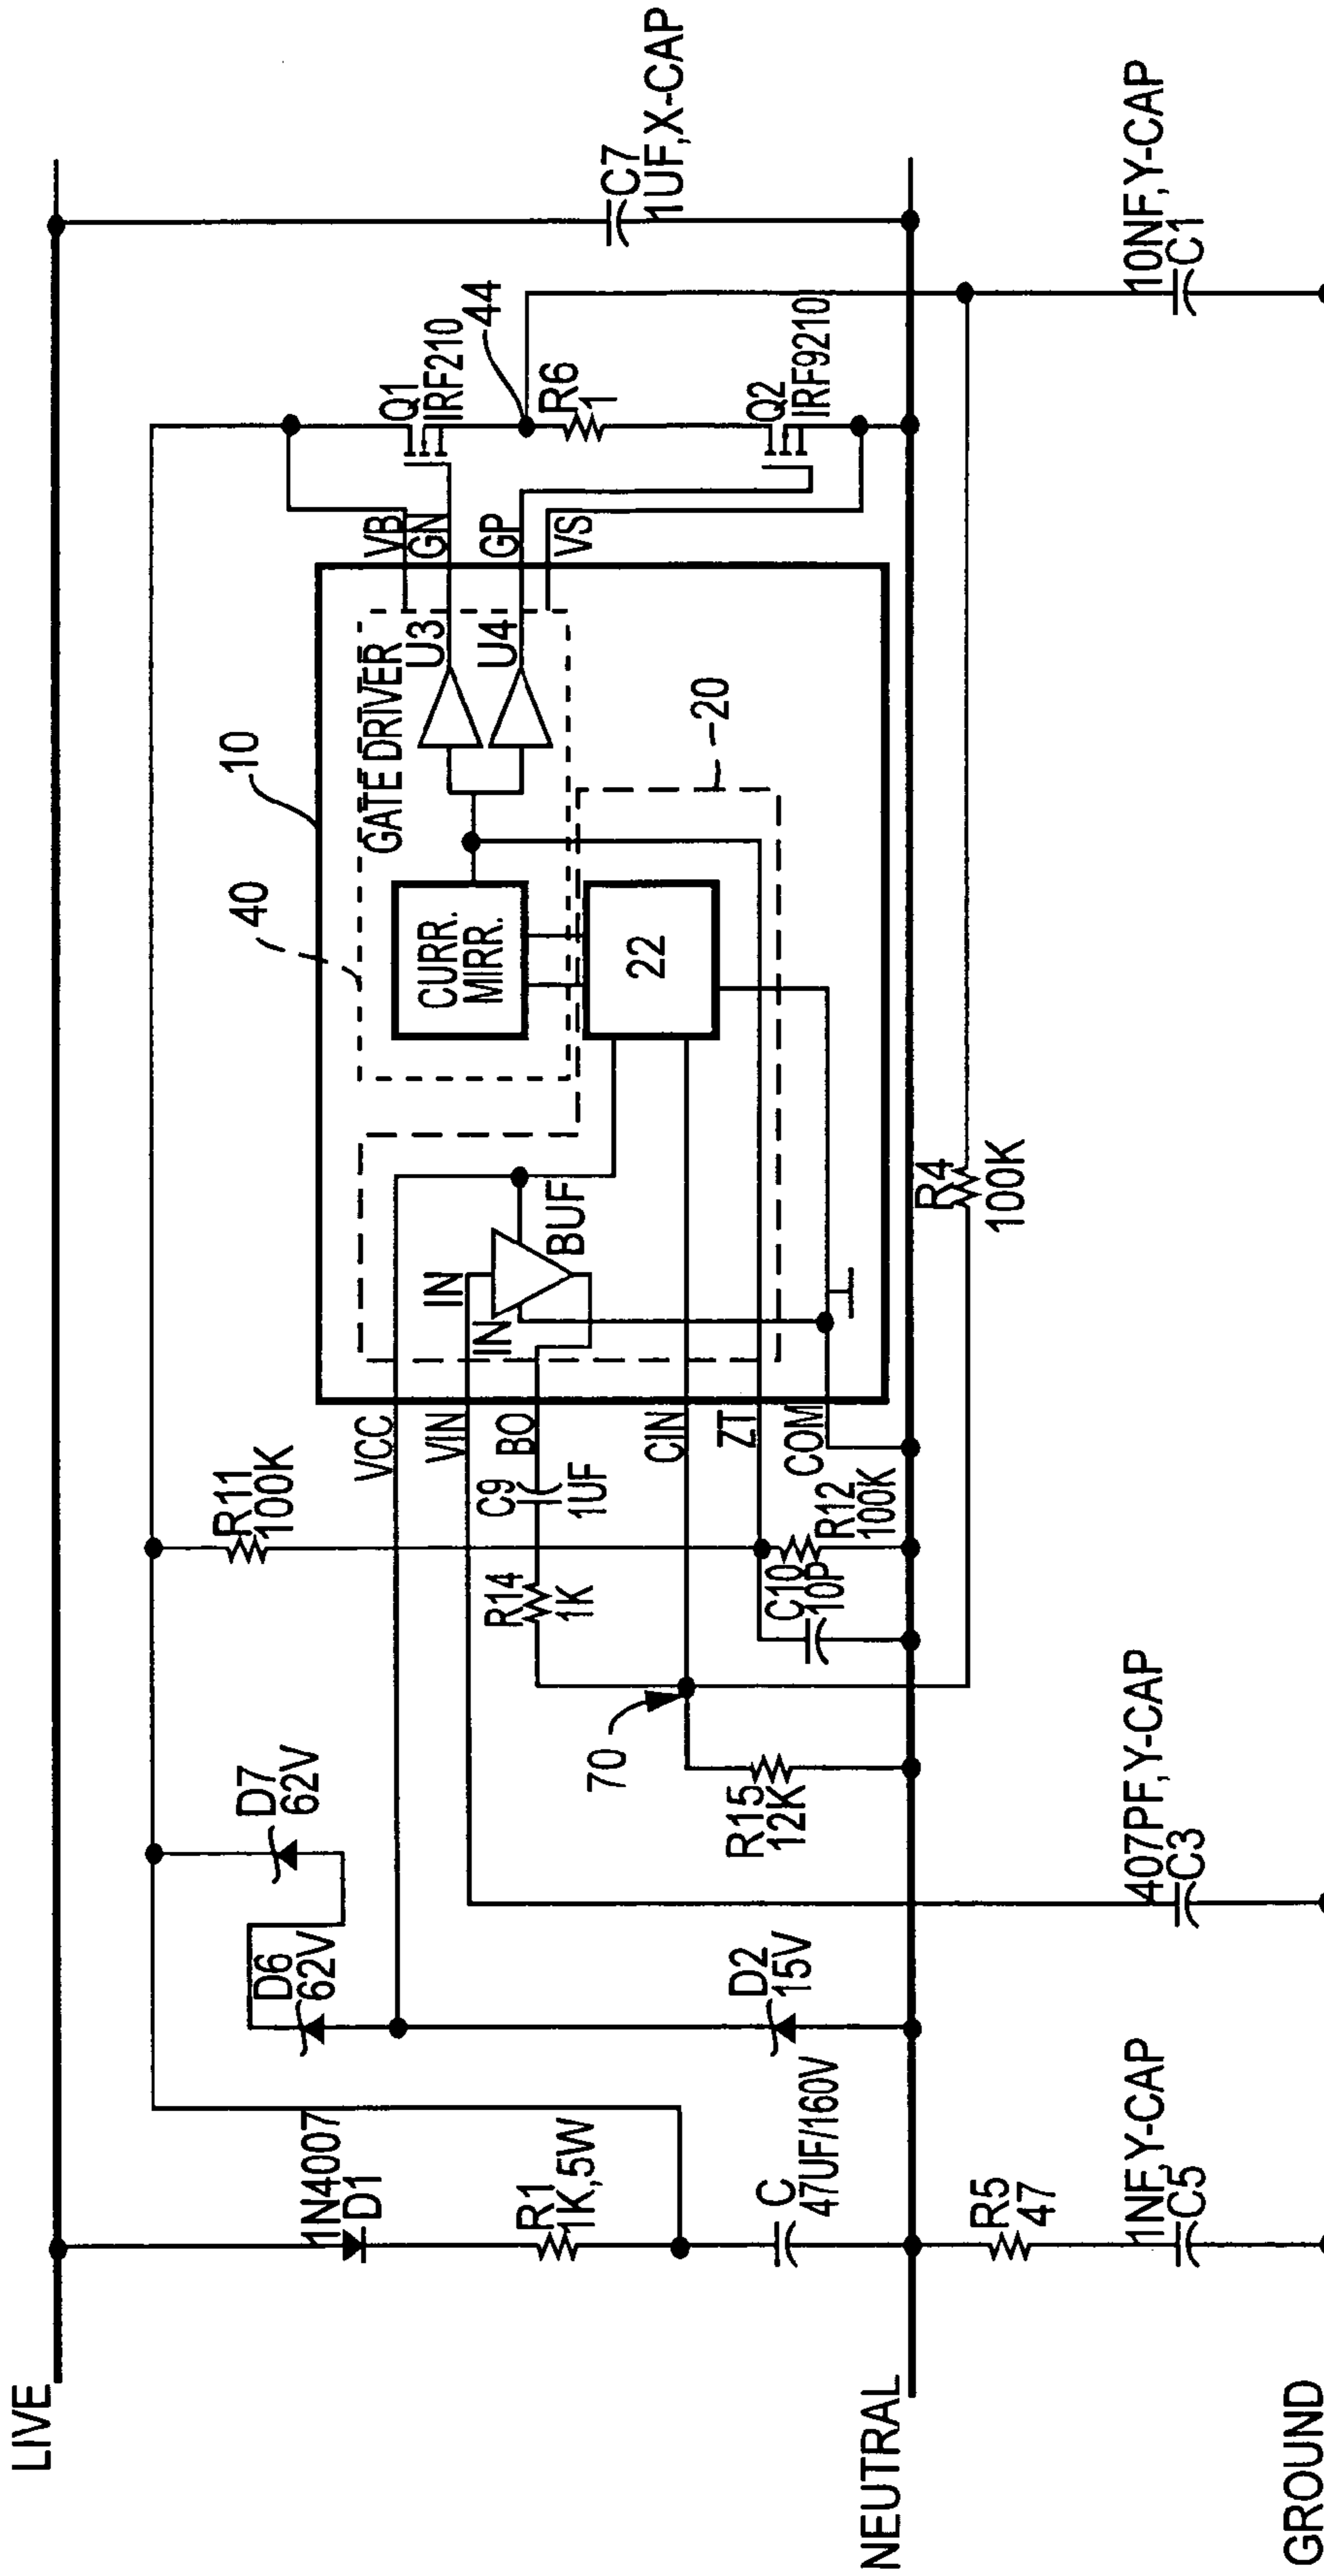 LIVE
NEUTRAL
GROUND
1N4007
D1
R1
1K,5W
C
47UF/160V
R5
47
1NF,Y-CAP
C5
D6
62V
D7
62V
D2
15V
407PF,Y-CAP
C3
70
R15
12K
R11
100K
R14
1K
C9
1UF
C10
10P
R12
100K
VCC
VIN
BO
CIN
ZT
COM
IN
IN
BUF
R4
100K
40
10
CURR.
MIRR.
22
GATE DRIVER
U3
U4
20
VB
GN
GP
VS
Q1
IRF210
44
R6
1
Q2
IRF9210
C7
1UF,X-CAP
10NF,Y-CAP
C1